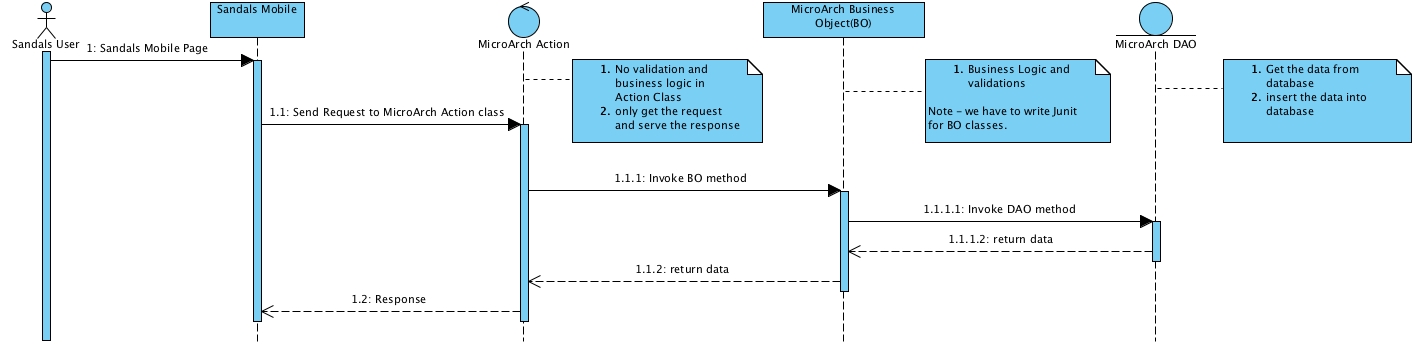 Sandals User
Sandals Mobile
MicroArch Action
MicroArch Business
Object(BO)
MicroArch DAO
1: Sandals Mobile Page
1. No validation and
business logic in
Action Class
2. only get the request
and serve the response
1. Business Logic and
validations
Note – we have to write Junit
for BO classes.
1. Get the data from
database
2. insert the data into
database
1.1: Send Request to MicroArch Action class
1.1.1: Invoke BO method
1.1.1.1: Invoke DAO method
1.1.1.2: return data
1.1.2: return data
1.2: Response